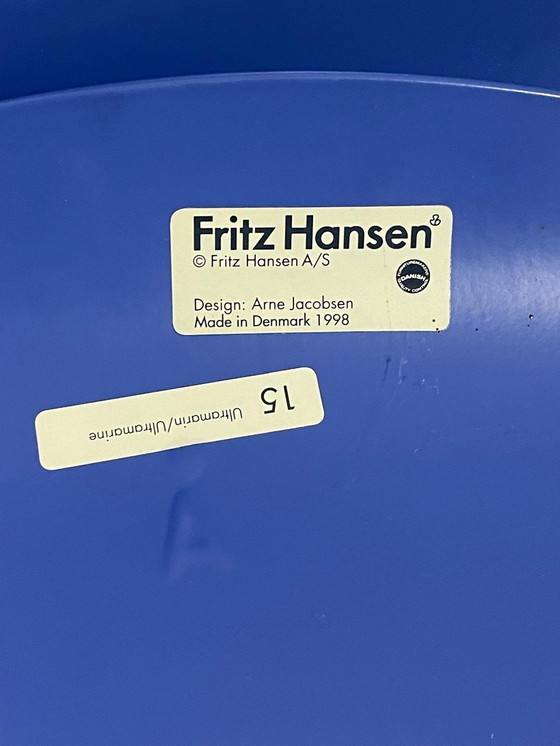 Fritz Hansen
© Fritz Hansen A/S
DANISH
Design: Arne Jacobsen
Made in Denmark 1998
15
Ultramarin/Ultramarine
A